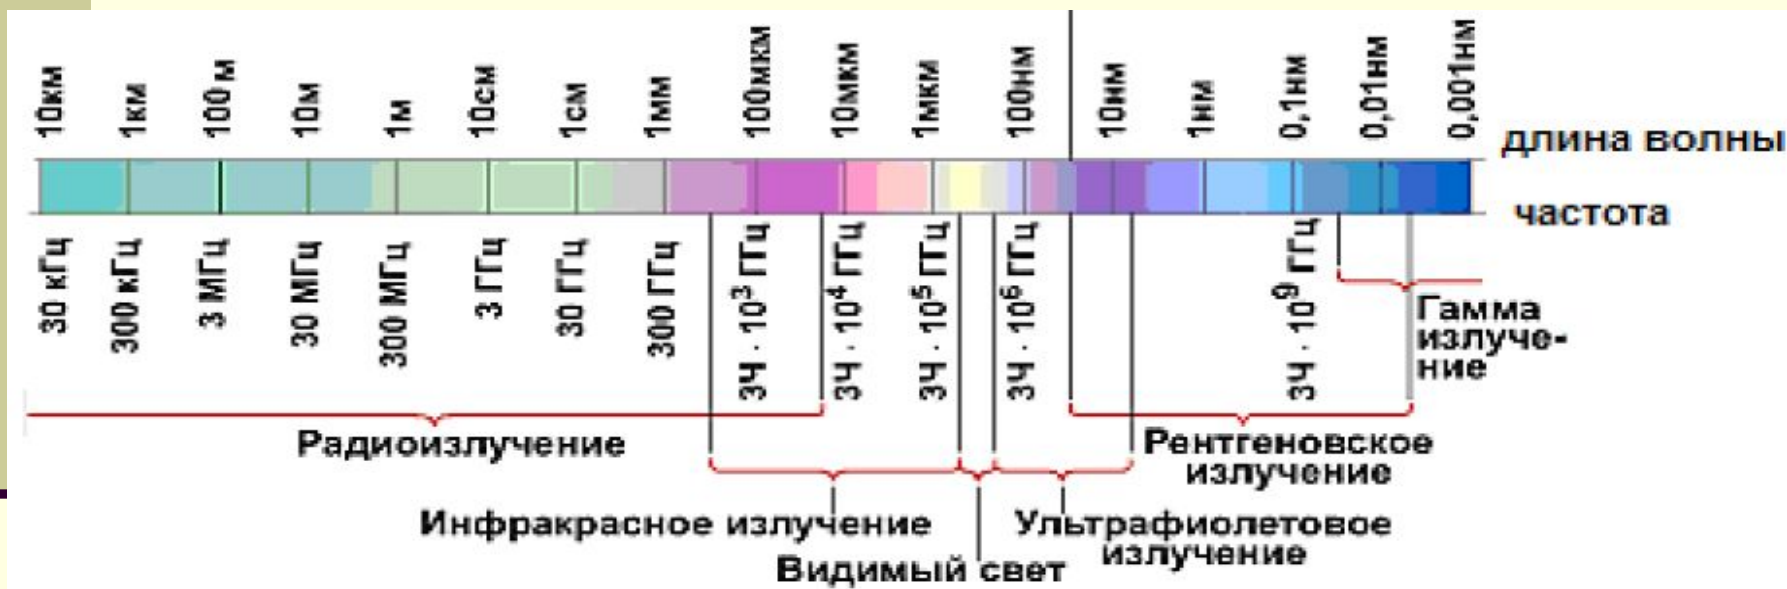 10км
1км
100 м
10м
1м
10см
1см
1мм
100мкм
10мкм
1мкм
100нм
10нм
1нм
0,1нм
0,01нм
0,001нм
длина волны
частота
30 кГц
300 кГц
3 МГц
30 МГц
300 МГц
3 ГГц
30 ГГц
300 ГГц
3Ч · 10³ ГГц
3Ч · 10⁴ ГГц
3Ч · 10⁵ ГГц
3Ч · 10⁶ ГГц
3Ч · 10⁹ ГГц
Гамма
излуче-
ние
Радиоизлучение
Рентгеновское
излучение
Инфракрасное излучение
Ультрафиолетовое
излучение
Видимый свет